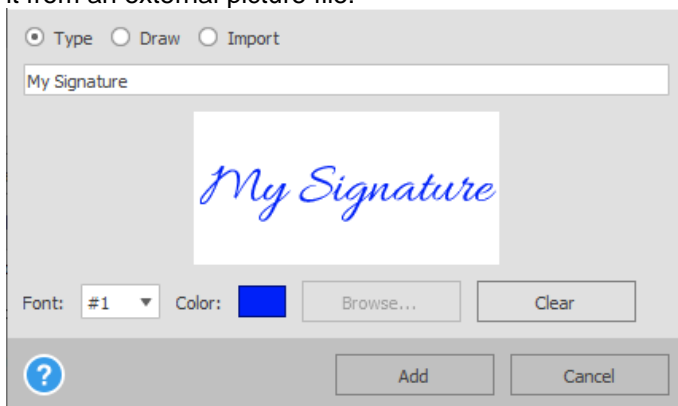 it from an external picture file.
Type Draw Import
My Signature
My Signature
Font: #1 Color: Browse... Clear
? Add Cancel